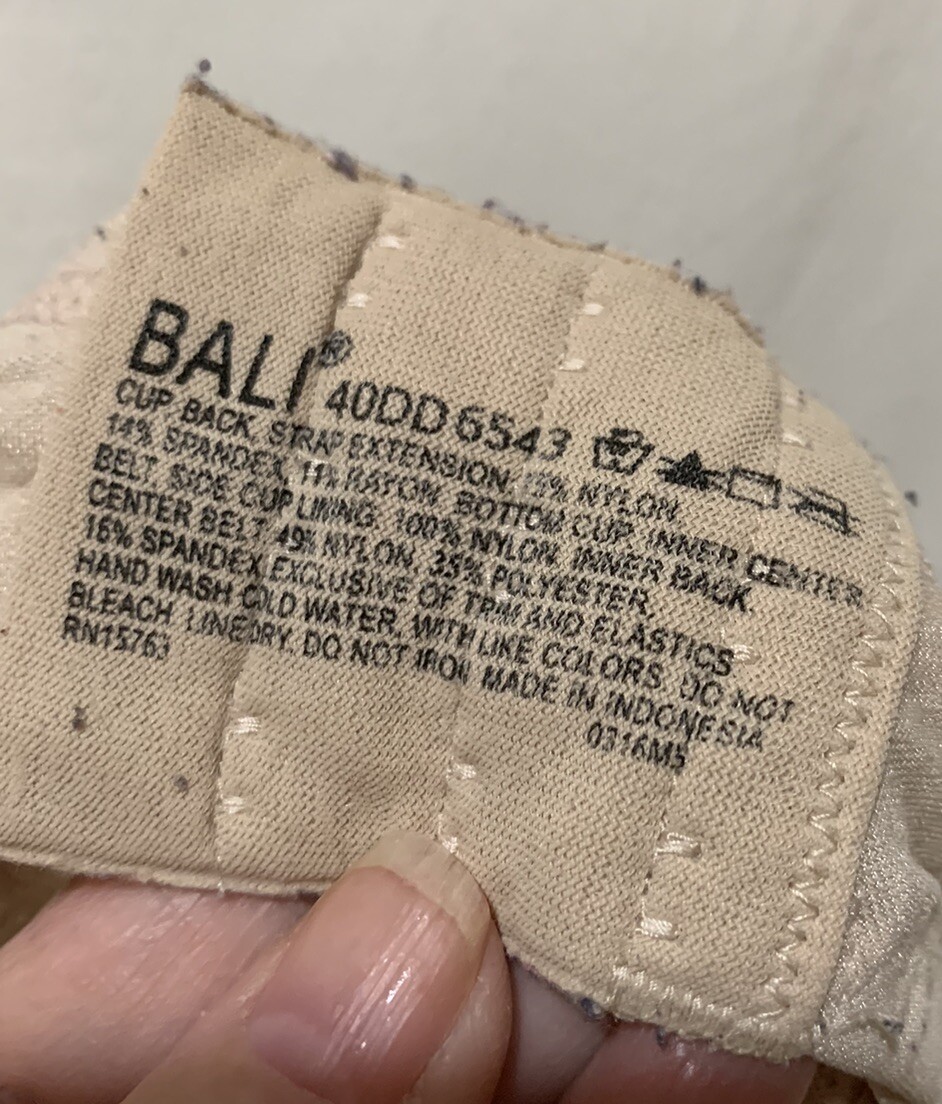 BALI® 40DD 6543
CUP, BACK, STRAP EXTENSION, NYLON,
14% SPANDEX, 11% RAYON, BOTTOM CUP, INNER CENTER
BELT, SIDE CUP LINING, 100% NYLON, INNER BACK,
CENTER BELT, 49% NYLON, 35% POLYESTER,
16% SPANDEX, EXCLUSIVE OF TRIM AND ELASTICS
HAND WASH COLD WATER, WITH LIKE COLORS. DO NOT
BLEACH. LINE DRY. DO NOT IRON. MADE IN INDONESIA
RN15763
0316M5